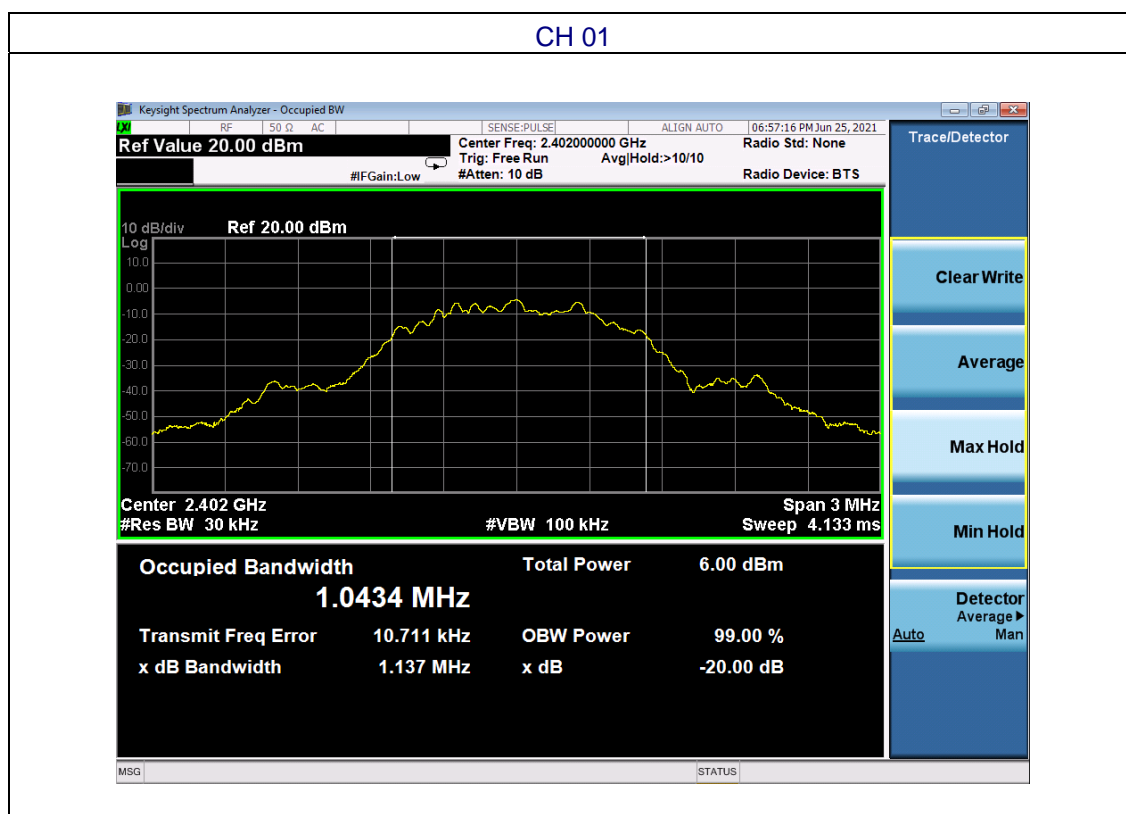 CH 01
Keysight Spectrum Analyzer - Occupied BW
LXI RF 50 Ω AC SENSE:PULSE ALIGN AUTO 06:57:16 PM Jun 25, 2021
Ref Value 20.00 dBm
Center Freq: 2.402000000 GHz
Radio Std: None
Trig: Free Run Avg|Hold:>10/10
#IFGain:Low
#Atten: 10 dB
Radio Device: BTS
10 dB/div Ref 20.00 dBm
Log
10.0
0.00
-10.0
-20.0
-30.0
-40.0
-50.0
-60.0
-70.0
Center 2.402 GHz Span 3 MHz
#Res BW 30 kHz #VBW 100 kHz Sweep 4.133 ms
Occupied Bandwidth Total Power 6.00 dBm
1.0434 MHz
Transmit Freq Error 10.711 kHz OBW Power 99.00 %
x dB Bandwidth 1.137 MHz x dB -20.00 dB
MSG STATUS
Trace/Detector
Clear Write
Average
Max Hold
Min Hold
Detector
Average▶
Auto Man